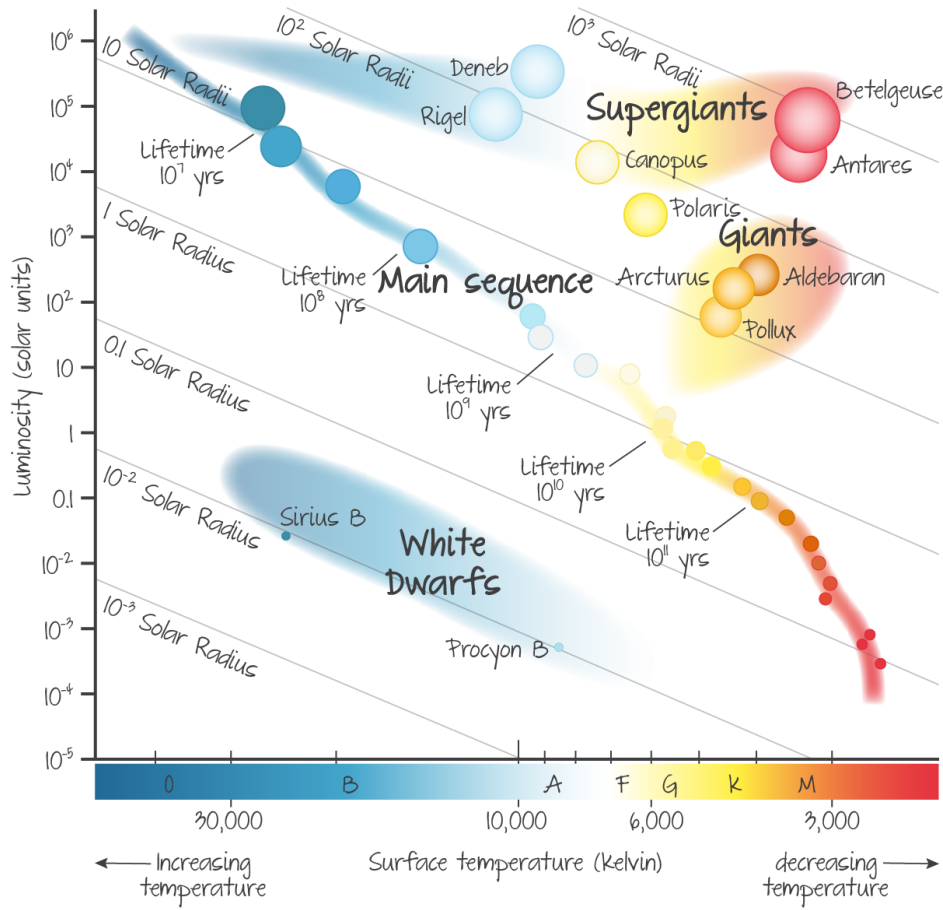 Luminosity (solar units)
10⁶
10⁵
10⁴
10³
10²
10
1
0.1
10⁻²
10⁻³
10⁻⁴
10⁻⁵
10 Solar Radii
10² Solar Radii
10³ Solar Radii
1 Solar Radius
0.1 Solar Radius
10⁻² Solar Radius
10⁻³ Solar Radius
Deneb
Rigel
Supergiants
Betelgeuse
Antares
Canopus
Polaris
Giants
Arcturus
Aldebaran
Pollux
Lifetime
10⁷ yrs
Lifetime
10⁸ yrs
Main sequence
Lifetime
10⁹ yrs
Lifetime
10¹⁰ yrs
Lifetime
10¹¹ yrs
Sirius B
White
Dwarfs
Procyon B
O B A F G K M
30,000 10,000 6,000 3,000
Increasing
temperature
Surface temperature (Kelvin)
decreasing
temperature